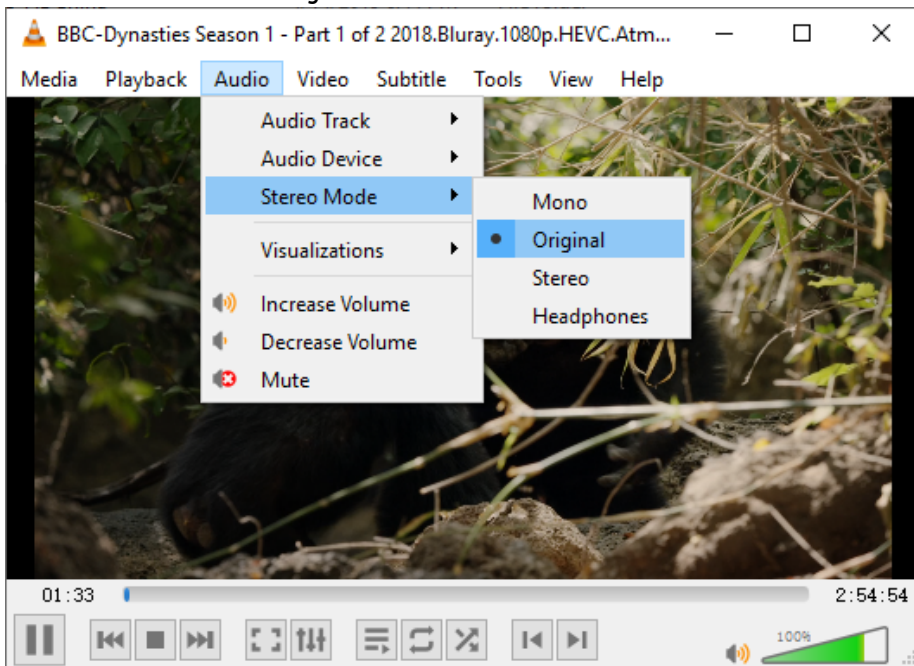 BBC-Dynasties Season 1 - Part 1 of 2 2018.Bluray.1080p.HEVC.Atm...
Media Playback Audio Video Subtitle Tools View Help
Audio Track
Audio Device
Stereo Mode
Visualizations
Increase Volume
Decrease Volume
Mute
Mono
Original
Stereo
Headphones
01:33 2:54:54
100%